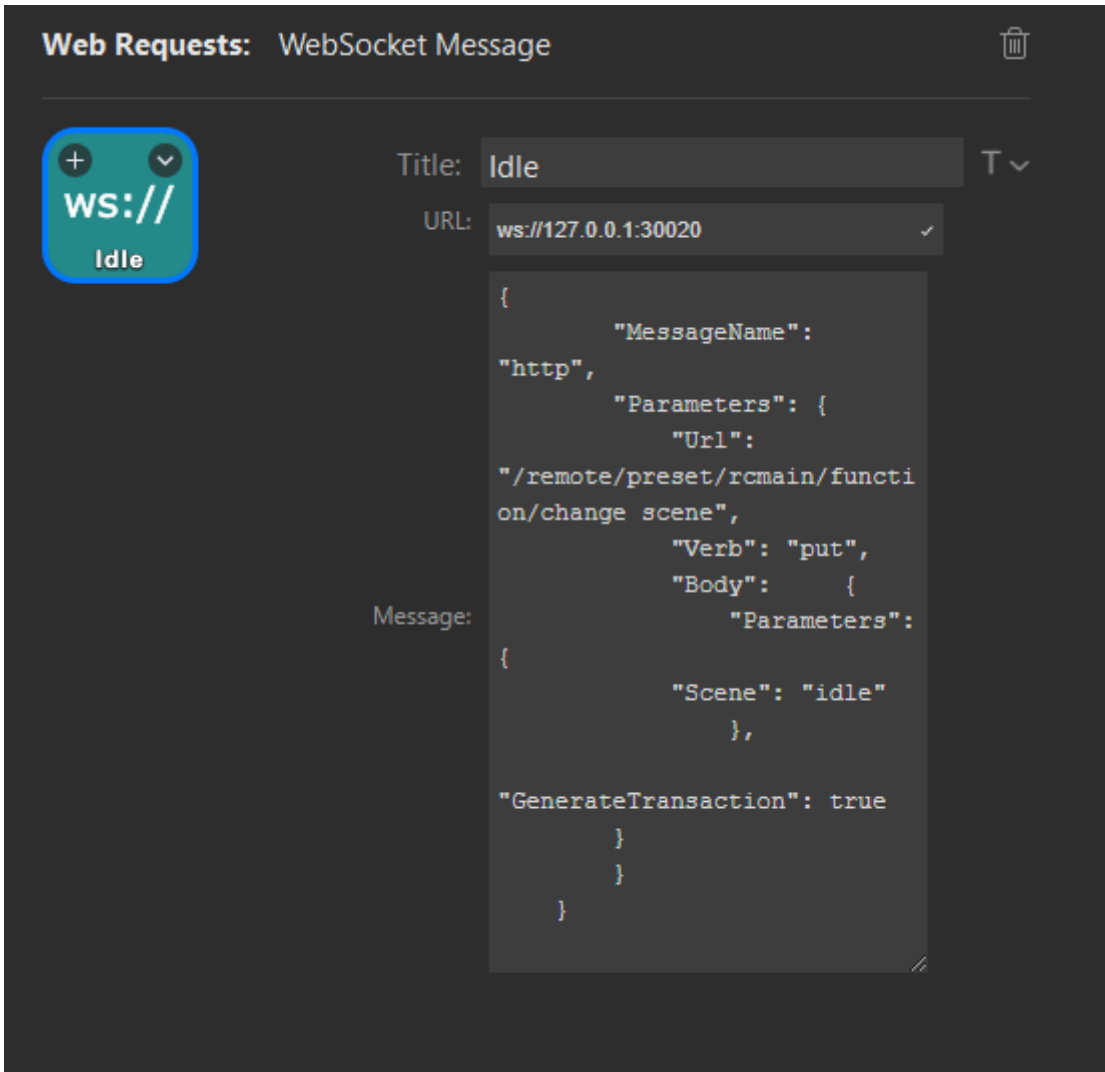 Web Requests: WebSocket Message
ws://
Idle
Title: Idle
T
URL: ws://127.0.0.1:30020
Message:
{
"MessageName":
"http",
"Parameters": {
"Url":
"/remote/preset/rcmain/functi
on/change scene",
"Verb": "put",
"Body": {
"Parameters":
{
"Scene": "idle"
},
"GenerateTransaction": true
}
}
}